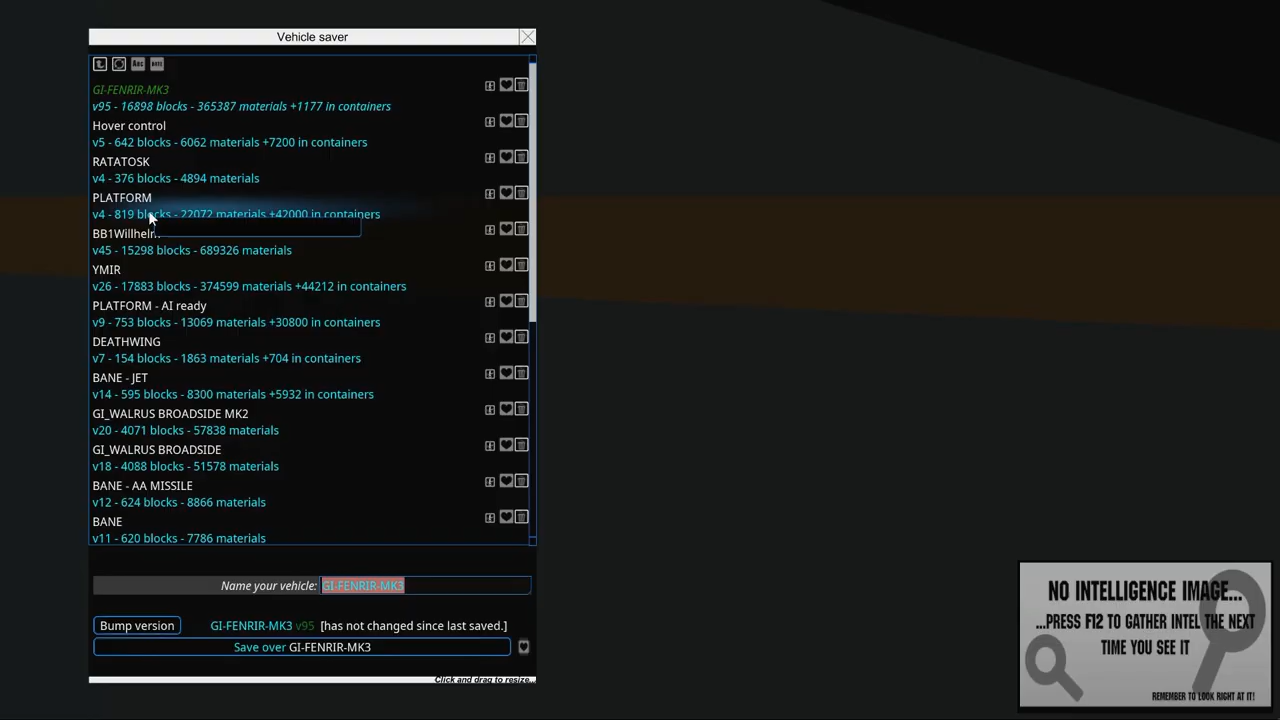 Vehicle saver
Abc
DATE
GI-FENRIR-MK3
v95 - 16898 blocks - 365387 materials +1177 in containers
Hover control
v5 - 642 blocks - 6062 materials +7200 in containers
RATATOSK
v4 - 376 blocks - 4894 materials
PLATFORM
v4 - 819 blocks - 22072 materials +42000 in containers
BB1Willhelm
v45 - 15298 blocks - 689326 materials
YMIR
v26 - 17883 blocks - 374599 materials +44212 in containers
PLATFORM - AI ready
v9 - 753 blocks - 13069 materials +30800 in containers
DEATHWING
v7 - 154 blocks - 1863 materials +704 in containers
BANE - JET
v14 - 595 blocks - 8300 materials +5932 in containers
GI_WALRUS BROADSIDE MK2
v20 - 4071 blocks - 57838 materials
GI_WALRUS BROADSIDE
v18 - 4088 blocks - 51578 materials
BANE - AA MISSILE
v12 - 624 blocks - 8866 materials
BANE
v11 - 620 blocks - 7786 materials
Name your vehicle: GI-FENRIR-MK3
Bump version GI-FENRIR-MK3 v95 [has not changed since last saved.]
Save over GI-FENRIR-MK3
Click and drag to resize...
NO INTELLIGENCE IMAGE...
...PRESS F12 TO GATHER INTEL THE NEXT
TIME YOU SEE IT
REMEMBER TO LOOK RIGHT AT IT!